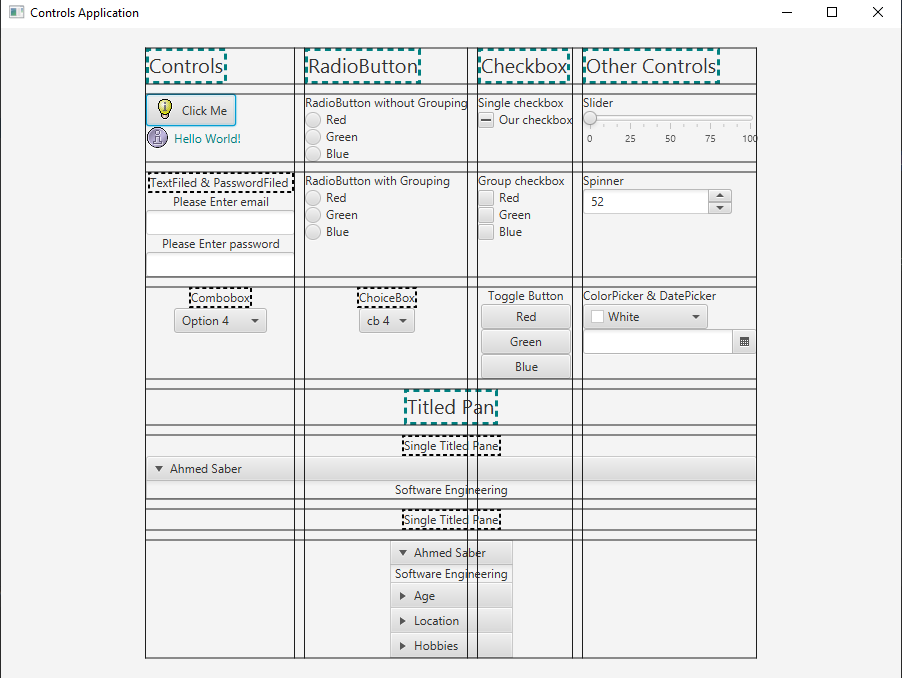 Controls Application
Controls
RadioButton
Checkbox
Other Controls
Click Me
Hello World!
RadioButton without Grouping
Red
Green
Blue
Single checkbox
Our checkbox
Slider
0 25 50 75 100
TextFiled & PasswordFiled
Please Enter email
Please Enter password
RadioButton with Grouping
Red
Green
Blue
Group checkbox
Red
Green
Blue
Spinner
52
Combobox
Option 4
ChoiceBox
cb 4
Toggle Button
Red
Green
Blue
ColorPicker & DatePicker
White
Titled Pan
Single Titled Pane
Ahmed Saber
Software Engineering
Single Titled Pane
Ahmed Saber
Software Engineering
Age
Location
Hobbies